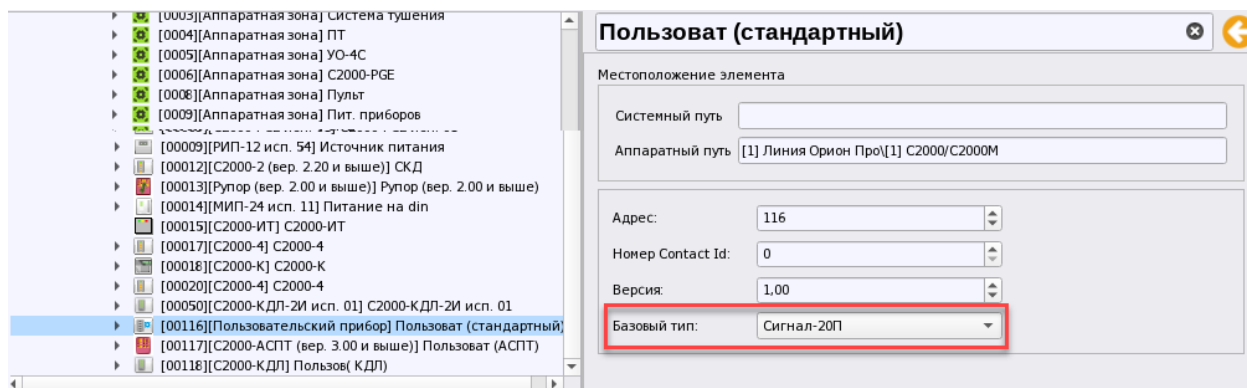 [0003][Аппаратная зона] Система тушения
[0004][Аппаратная зона] ПТ
[0005][Аппаратная зона] УО-4С
[0006][Аппаратная зона] С2000-PGE
[0008][Аппаратная зона] Пульт
[0009][Аппаратная зона] Пит. приборов
[00009][РИП-12 исп. 54] Источник питания
[00012][С2000-2 (вер. 2.20 и выше)] СКД
[00013][Рупор (вер. 2.00 и выше)] Рупор (вер. 2.00 и выше)
[00014][МИП-24 исп. 11] Питание на din
[00015][С2000-ИТ] С2000-ИТ
[00017][С2000-4] С2000-4
[00018][С2000-К] С2000-К
[00020][С2000-4] С2000-4
[00050][С2000-КДЛ-2И исп. 01] С2000-КДЛ-2И исп. 01
[00116][Пользовательский прибор] Пользоват (стандартный)
[00117][С2000-АСПТ (вер. 3.00 и выше)] Пользоват (АСПТ)
[00118][С2000-КДЛ] Пользов( КДЛ)
Пользоват (стандартный)
Местоположение элемента
Системный путь
Аппаратный путь [1] Линия Орион Про\[1] С2000/С2000М
Адрес: 116
Номер Contact Id: 0
Версия: 1,00
Базовый тип: Сигнал-20П